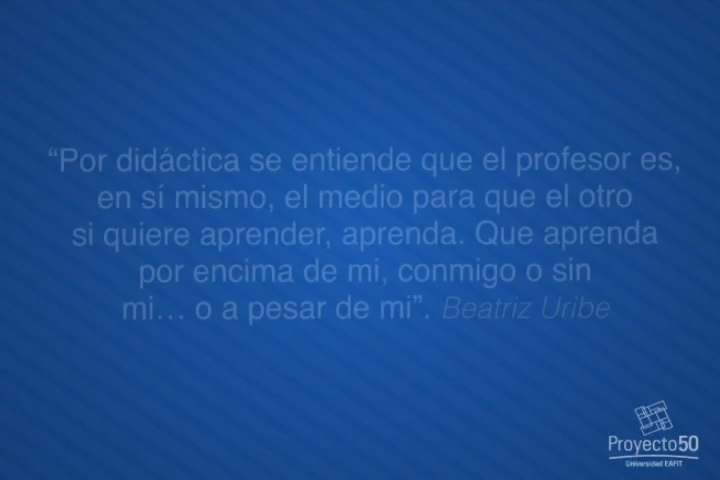 “Por didáctica se entiende que el profesor es,
en sí mismo, el medio para que el otro
si quiere aprender, aprenda. Que aprenda
por encima de mi, conmigo o sin
mi... o a pesar de mi”. Beatriz Uribe
Proyecto50
Universidad EAFIT